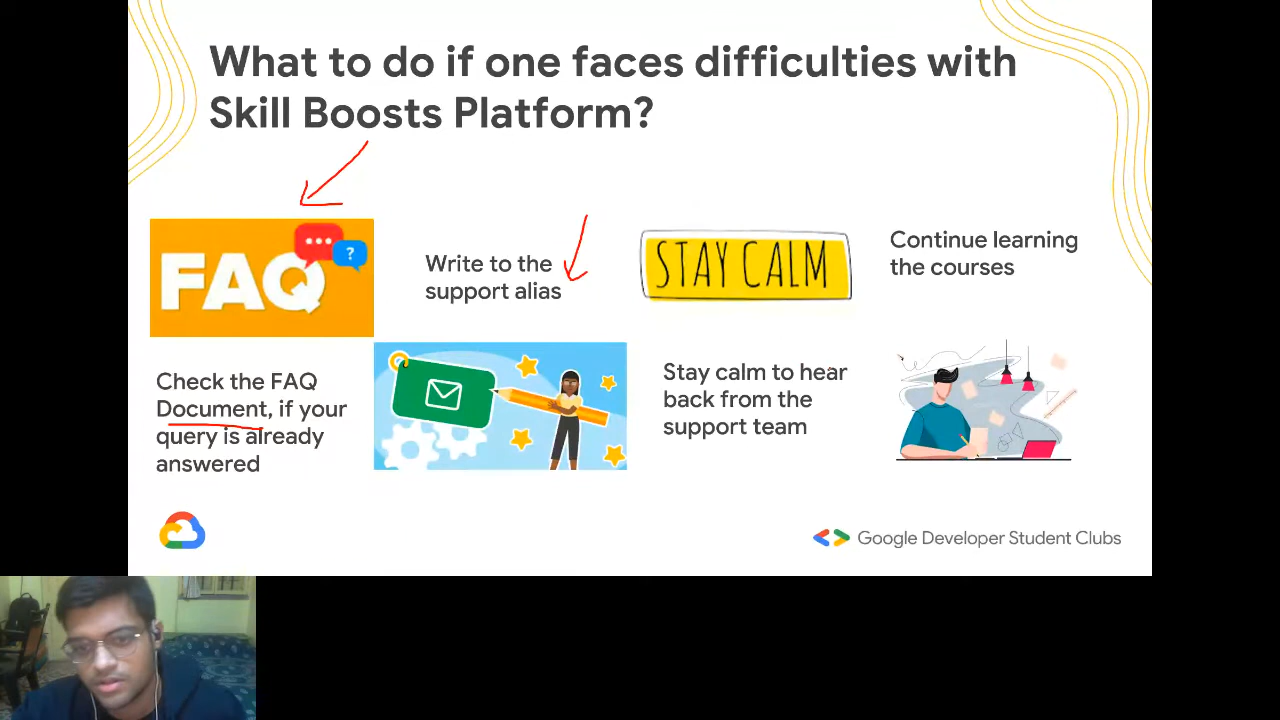 What to do if one faces difficulties with
Skill Boosts Platform?
FAQ
?
Check the FAQ
Document, if your
query is already
answered
Write to the
support alias
STAY CALM
Stay calm to hear
back from the
support team
Continue learning
the courses
Google Developer Student Clubs